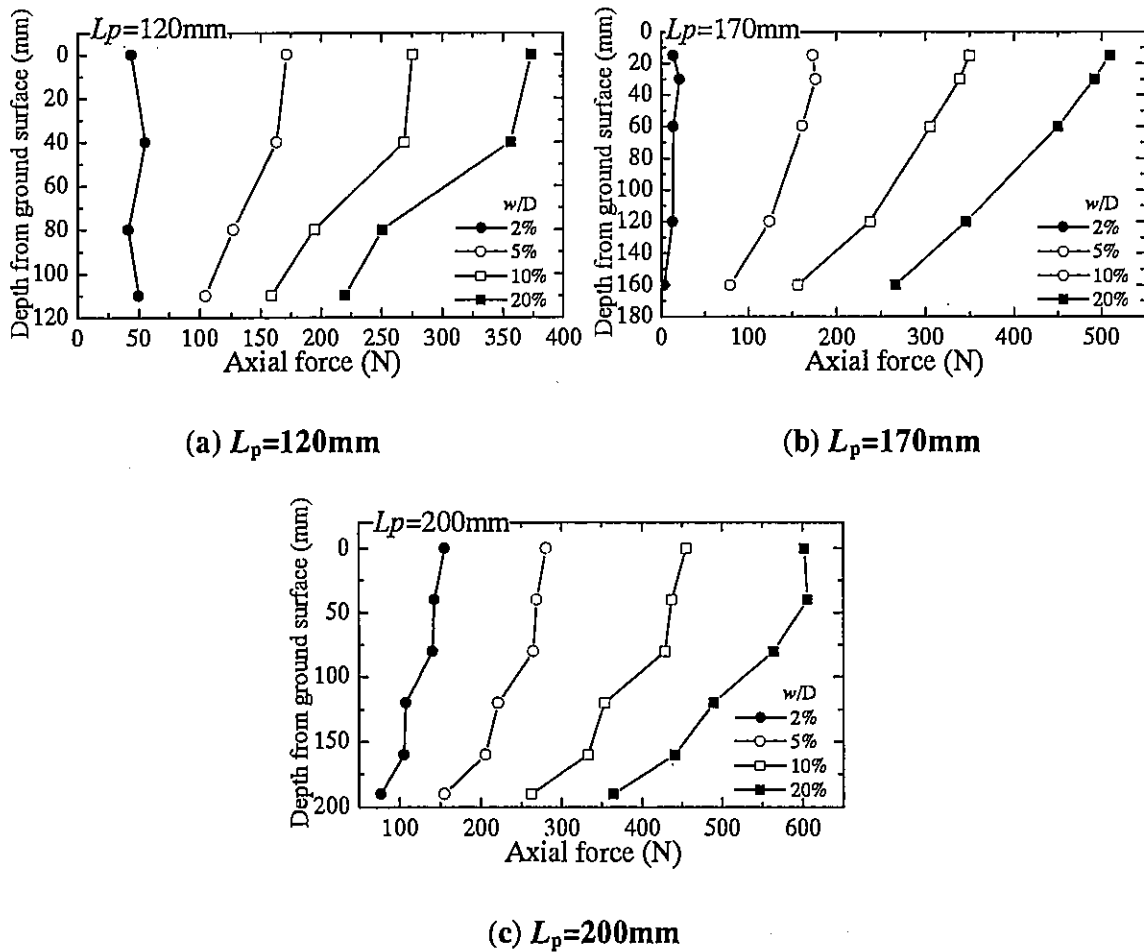 Lp=120mm
Depth from ground surface (mm)
0
20
40
60
80
100
120
w/D
2%
5%
10%
20%
0 50 100 150 200 250 300 350 400
Axial force (N)
(a) Lp=120mm
Lp=170mm
Depth from ground surface (mm)
0
20
40
60
80
100
120
140
160
180
w/D
2%
5%
10%
20%
0 100 200 300 400 500
Axial force (N)
(b) Lp=170mm
Lp=200mm
Depth from ground surface (mm)
0
50
100
150
200
w/D
2%
5%
10%
20%
100 200 300 400 500 600
Axial force (N)
(c) Lp=200mm